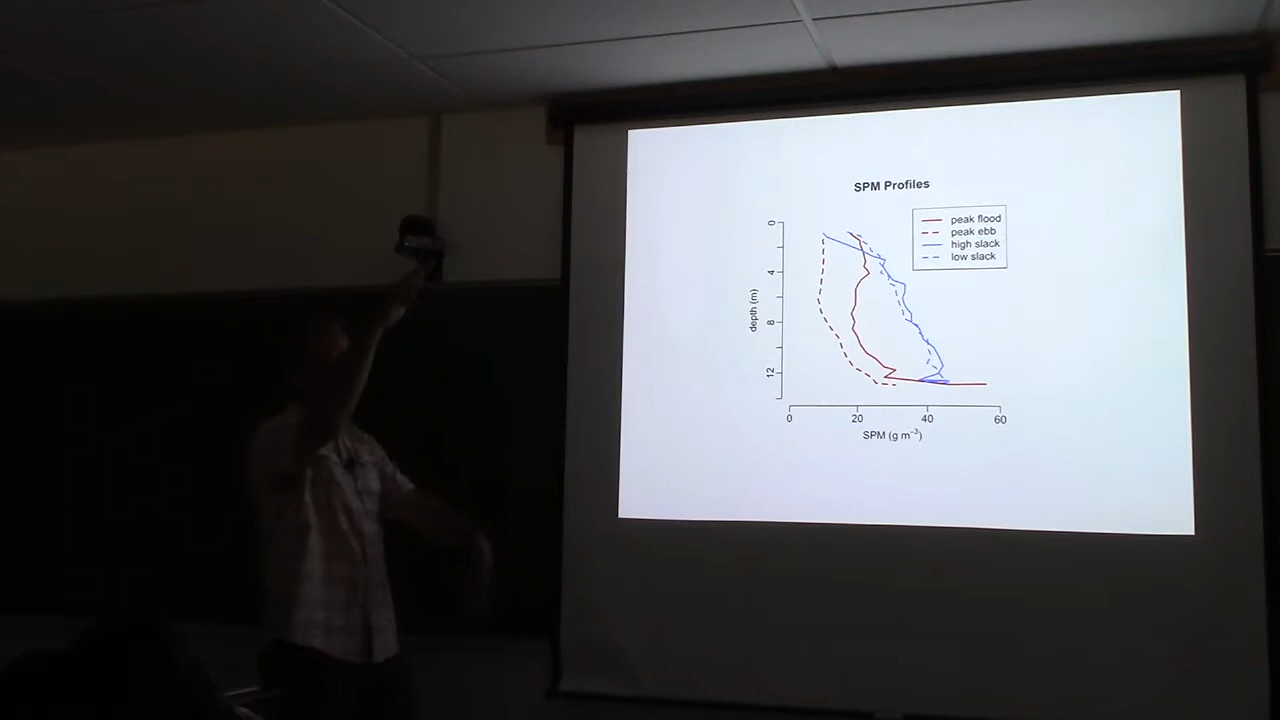 SPM Profiles
peak flood
peak ebb
high slack
low slack
0
4
8
12
depth (m)
0 20 40 60
SPM (g m⁻³)